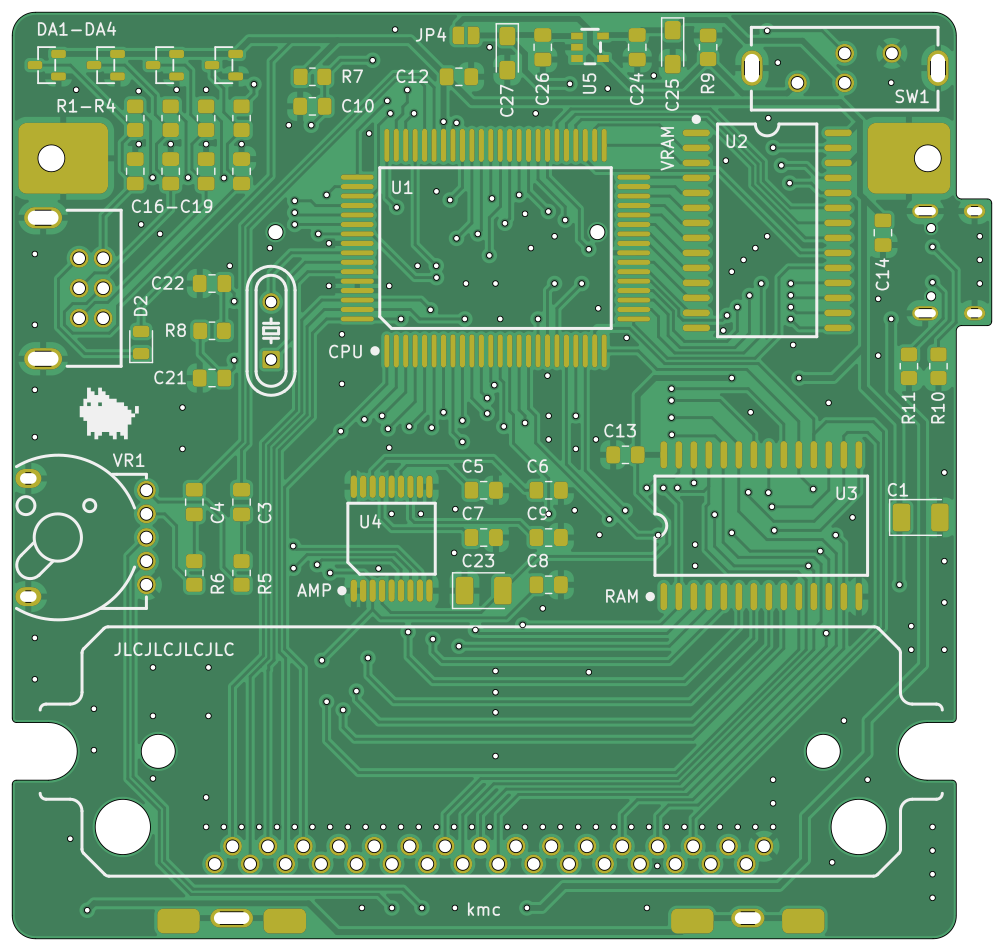 DA1-DA4
JP4
C12
R7
C10
C27
C26
U5
C24
C25
R9
SW1
R1-R4
VRAM
U2
U1
C16-C19
C14
C22
D2
R8
C21
CPU
R11
R10
VR1
C13
C5
C6
C4
C3
U4
C7
C9
U3
C1
R6
R5
AMP
C23
C8
RAM
JLCJLCJLCJLC
kmc